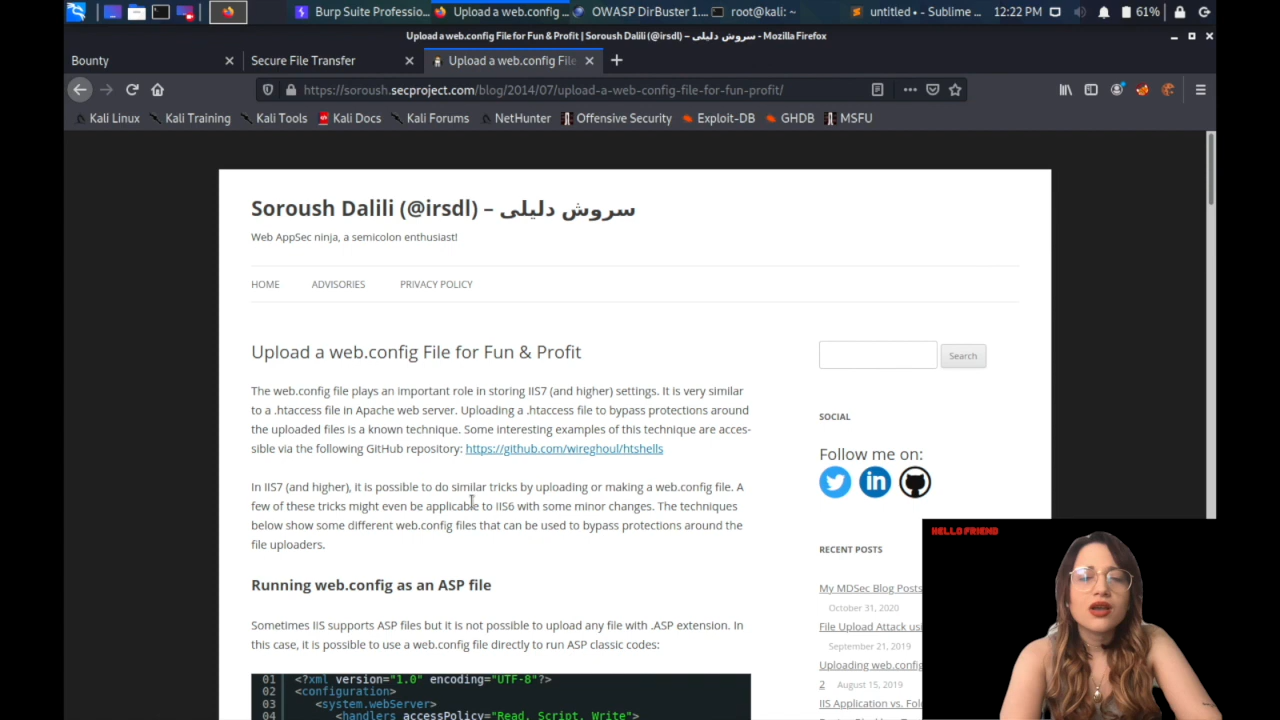 Burp Suite Professio...
Upload a web.config ...
OWASP DirBuster 1....
root@kali: ~
untitled • - Sublime ...
12:22 PM
61%
Upload a web.config File for Fun & Profit | Soroush Dalili (@irsdl) – سروش دلیلی - Mozilla Firefox
Bounty
Secure File Transfer
Upload a web.config File
https://soroush.secproject.com/blog/2014/07/upload-a-web-config-file-for-fun-profit/
Kali Linux
Kali Training
Kali Tools
Kali Docs
Kali Forums
NetHunter
Offensive Security
Exploit-DB
GHDB
MSFU
Soroush Dalili (@irsdl) – سروش دلیلی
Web AppSec ninja, a semicolon enthusiast!
HOME
ADVISORIES
PRIVACY POLICY
Upload a web.config File for Fun & Profit
The web.config file plays an important role in storing IIS7 (and higher) settings. It is very similar
to a .htaccess file in Apache web server. Uploading a .htaccess file to bypass protections around
the uploaded files is a known technique. Some interesting examples of this technique are acces-
sible via the following GitHub repository: https://github.com/wireghoul/htshells
In IIS7 (and higher), it is possible to do similar tricks by uploading or making a web.config file. A
few of these tricks might even be applicable to IIS6 with some minor changes. The techniques
below show some different web.config files that can be used to bypass protections around the
file uploaders.
Running web.config as an ASP file
Sometimes IIS supports ASP files but it is not possible to upload any file with .ASP extension. In
this case, it is possible to use a web.config file directly to run ASP classic codes:
01 <?xml version="1.0" encoding="UTF-8"?>
02 <configuration>
03 <system.webServer>
04 <handlers accessPolicy="Read, Script, Write">
Search
SOCIAL
Follow me on:
RECENT POSTS
My MDSec Blog Posts
October 31, 2020
File Upload Attack usi
September 21, 2019
Uploading web.config
2 August 15, 2019
IIS Application vs. Fol
HELLO FRIEND